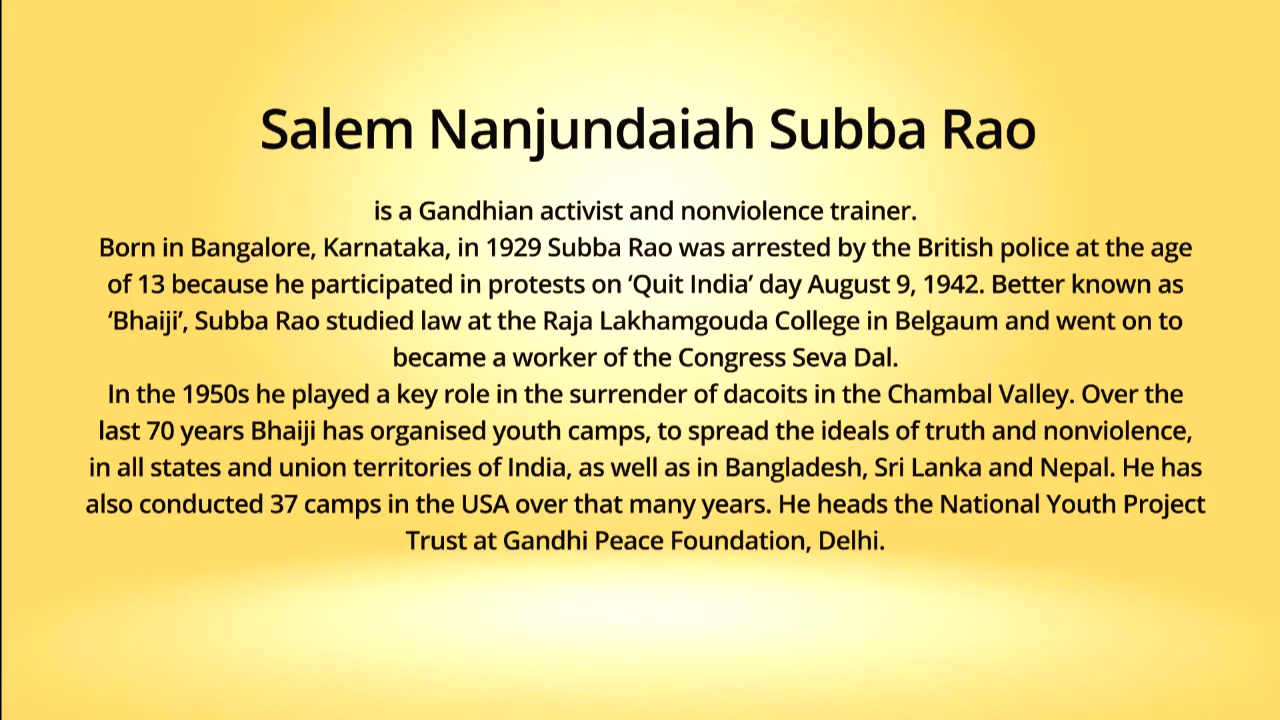 Salem Nanjundaiah Subba Rao
is a Gandhian activist and nonviolence trainer.
Born in Bangalore, Karnataka, in 1929 Subba Rao was arrested by the British police at the age
of 13 because he participated in protests on ‘Quit India’ day August 9, 1942. Better known as
‘Bhaiji’, Subba Rao studied law at the Raja Lakhamgouda College in Belgaum and went on to
became a worker of the Congress Seva Dal.
In the 1950s he played a key role in the surrender of dacoits in the Chambal Valley. Over the
last 70 years Bhaiji has organised youth camps, to spread the ideals of truth and nonviolence,
in all states and union territories of India, as well as in Bangladesh, Sri Lanka and Nepal. He has
also conducted 37 camps in the USA over that many years. He heads the National Youth Project
Trust at Gandhi Peace Foundation, Delhi.